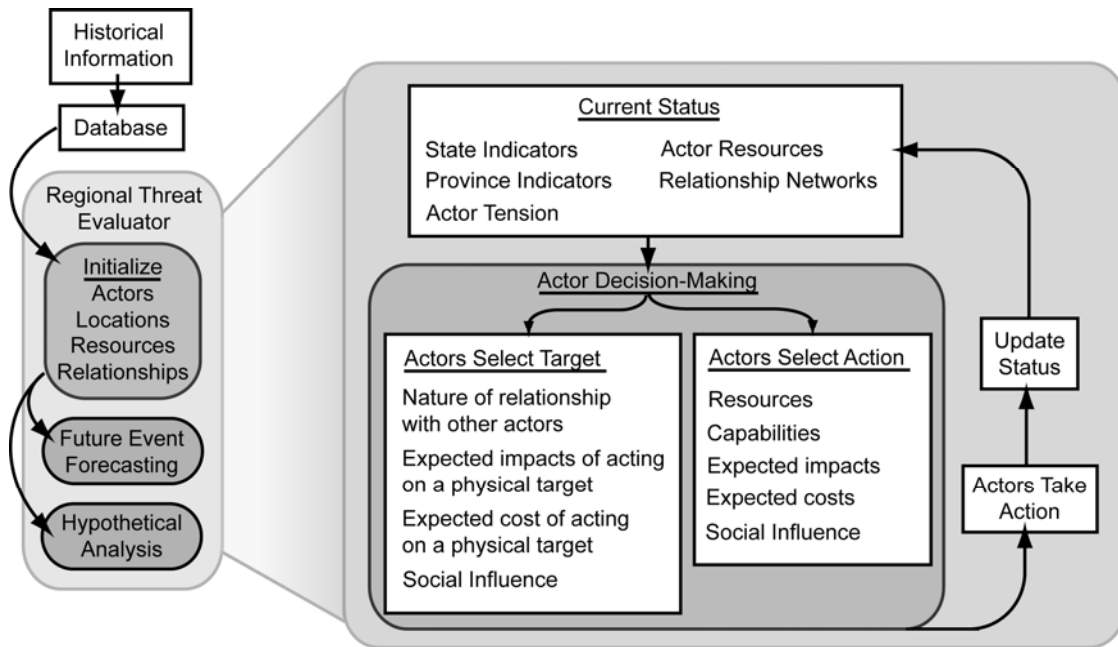 Historical
Information
Database
Regional Threat
Evaluator
Initialize
Actors
Locations
Resources
Relationships
Future Event
Forecasting
Hypothetical
Analysis
Current Status
State Indicators
Province Indicators
Actor Tension
Actor Resources
Relationship Networks
Actor Decision-Making
Actors Select Target
Nature of relationship
with other actors
Expected impacts of acting
on a physical target
Expected cost of acting
on a physical target
Social Influence
Actors Select Action
Resources
Capabilities
Expected impacts
Expected costs
Social Influence
Actors Take
Action
Update
Status